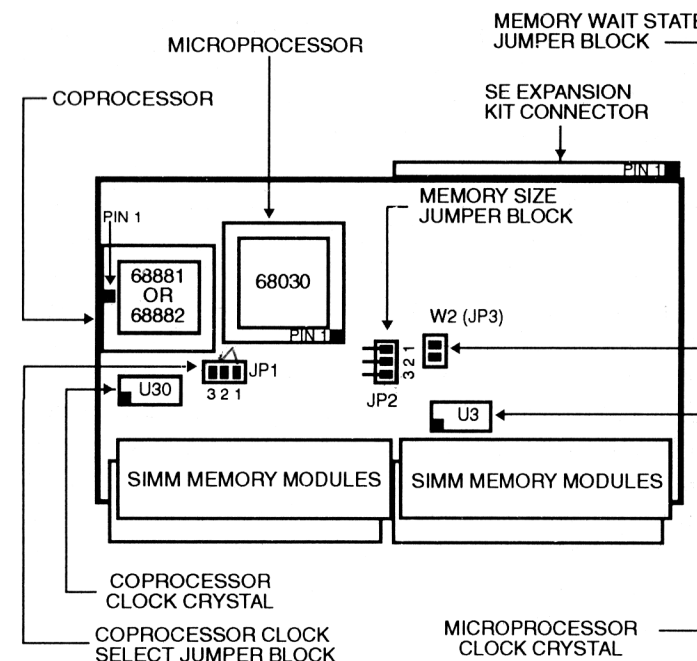 MEMORY WAIT STATE
JUMPER BLOCK
MICROPROCESSOR
COPROCESSOR
SE EXPANSION
KIT CONNECTOR
PIN 1
MEMORY SIZE
JUMPER BLOCK
PIN 1
68881
OR
68882
68030
PIN 1
W2 (JP3)
JP1
3 2 1
3 2 1
JP2
U30
U3
SIMM MEMORY MODULES
SIMM MEMORY MODULES
COPROCESSOR
CLOCK CRYSTAL
COPROCESSOR CLOCK
SELECT JUMPER BLOCK
MICROPROCESSOR
CLOCK CRYSTAL